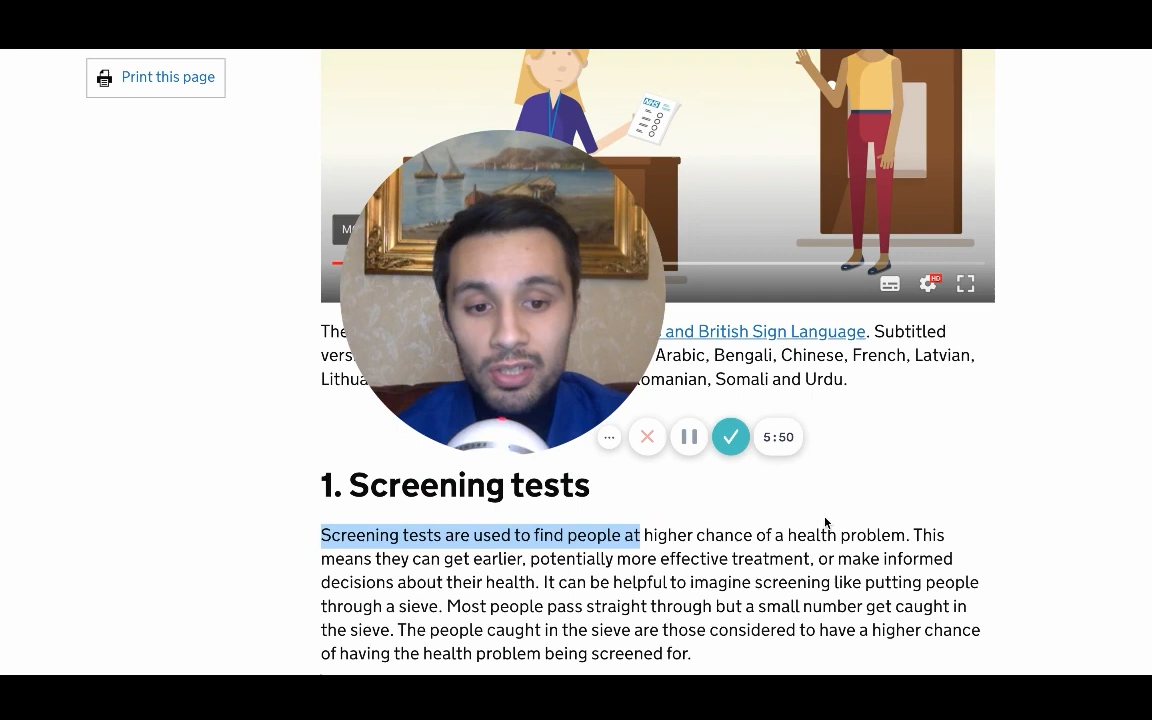 Print this page
NHS
M
HD
The and British Sign Language. Subtitled
vers Arabic, Bengali, Chinese, French, Latvian,
Lithua omanian, Somali and Urdu.
5:50
1. Screening tests
Screening tests are used to find people at higher chance of a health problem. This
means they can get earlier, potentially more effective treatment, or make informed
decisions about their health. It can be helpful to imagine screening like putting people
through a sieve. Most people pass straight through but a small number get caught in
the sieve. The people caught in the sieve are those considered to have a higher chance
of having the health problem being screened for.